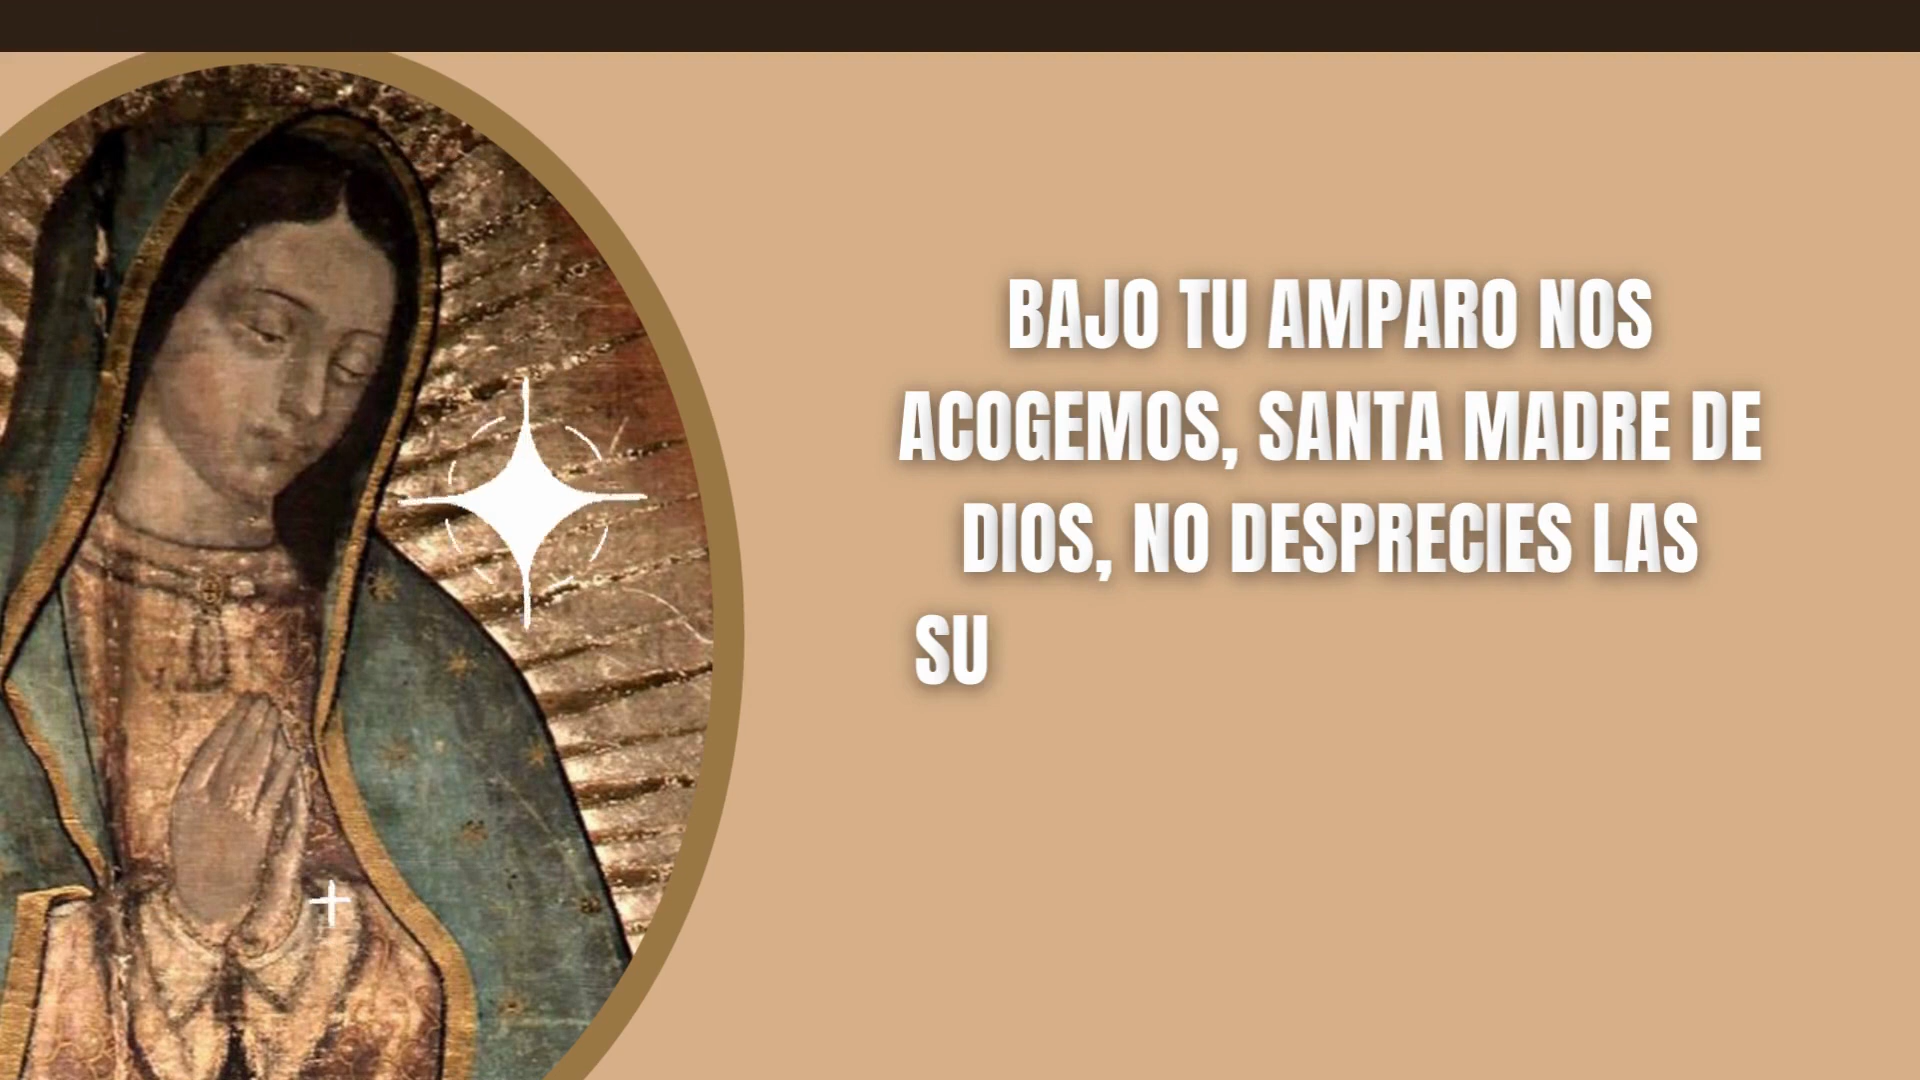 BAJO TU AMPARO NOS
ACOGEMOS, SANTA MADRE DE
DIOS, NO DESPRECIES LAS
SU